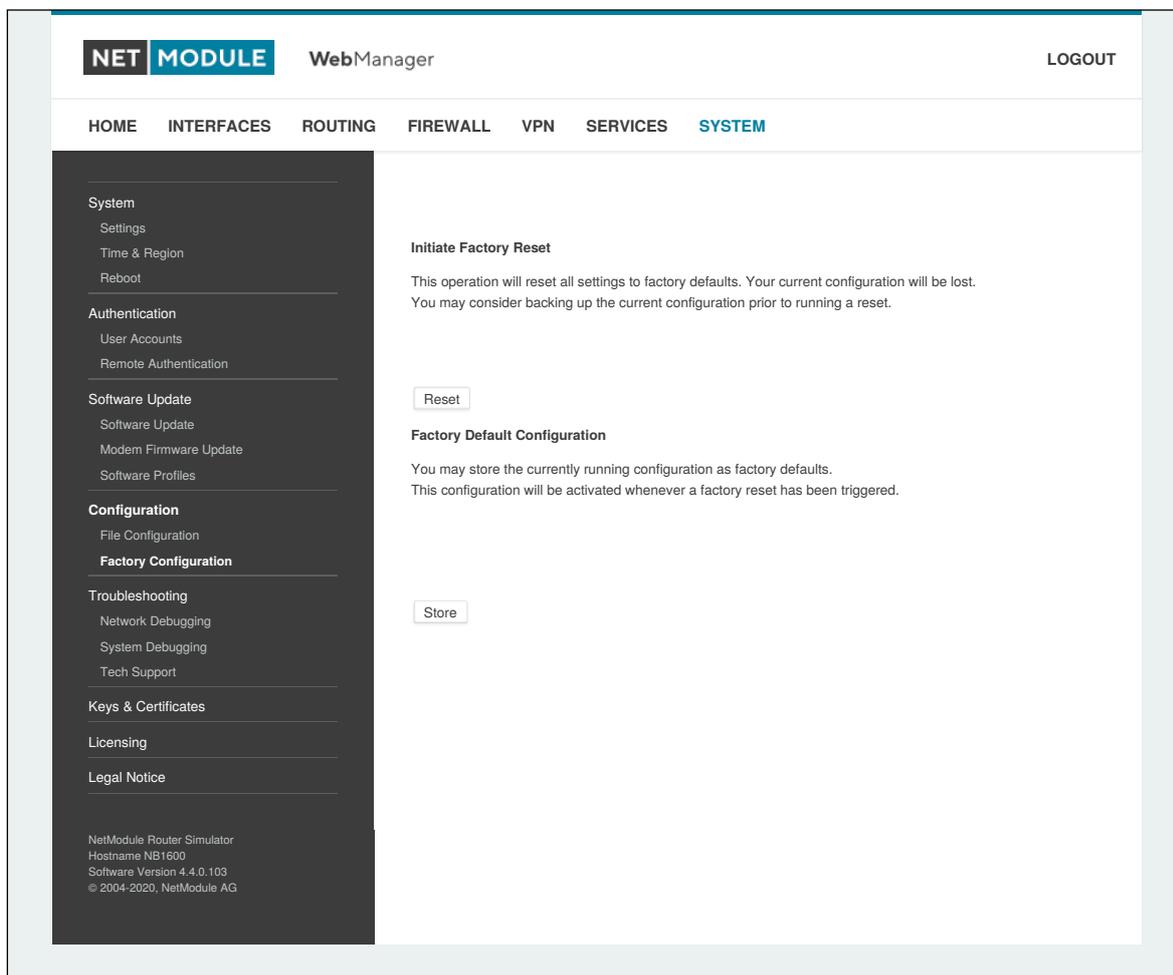 NET MODULE WebManager LOGOUT
HOME INTERFACES ROUTING FIREWALL VPN SERVICES SYSTEM
System
Settings
Time & Region
Reboot
Authentication
User Accounts
Remote Authentication
Software Update
Software Update
Modem Firmware Update
Software Profiles
Configuration
File Configuration
Factory Configuration
Troubleshooting
Network Debugging
System Debugging
Tech Support
Keys & Certificates
Licensing
Legal Notice
NetModule Router Simulator
Hostname NB1600
Software Version 4.4.0.103
© 2004-2020, NetModule AG
Initiate Factory Reset
This operation will reset all settings to factory defaults. Your current configuration will be lost.
You may consider backing up the current configuration prior to running a reset.
Reset
Factory Default Configuration
You may store the currently running configuration as factory defaults.
This configuration will be activated whenever a factory reset has been triggered.
Store